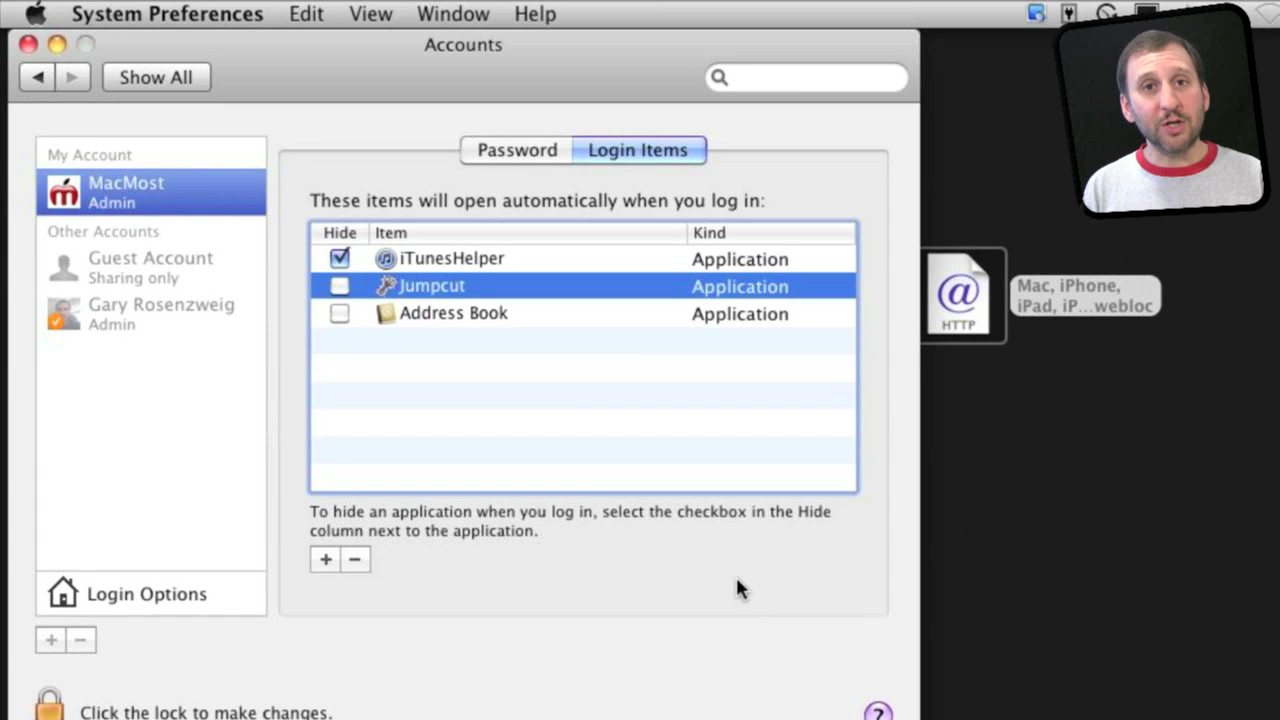 System Preferences Edit View Window Help
Accounts
Show All
My Account
MacMost
Admin
Other Accounts
Guest Account
Sharing only
Gary Rosenzweig
Admin
Login Options
+ −
Click the lock to make changes.
?
Password Login Items
These items will open automatically when you log in:
Hide Item Kind
iTunesHelper Application
Jumpcut Application
Address Book Application
To hide an application when you log in, select the checkbox in the Hide
column next to the application.
+ −
@
HTTP
Mac, iPhone,
iPad, iP...webloc